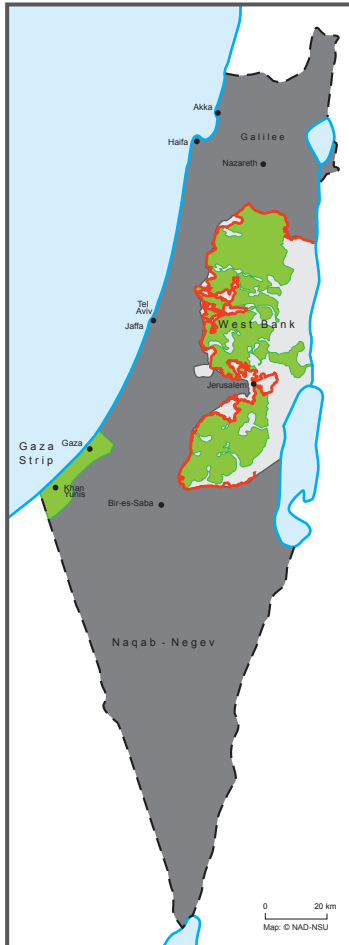 Akka
Haifa
Galilee
Nazareth
Tel
Aviv
Jaffa
West Bank
Jerusalem
Gaza
Strip
Gaza
Khan
Yunis
Bir-es-Saba
Naqab - Negev
0 20 km
Map: © NAD-NSU